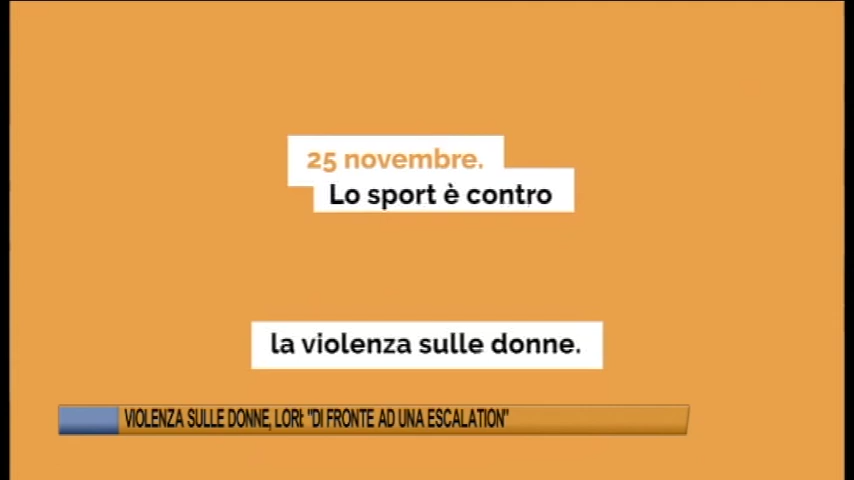 25 novembre.
Lo sport è contro
la violenza sulle donne.
VIOLENZA SULLE DONNE, LORI: "DI FRONTE AD UNA ESCALATION"